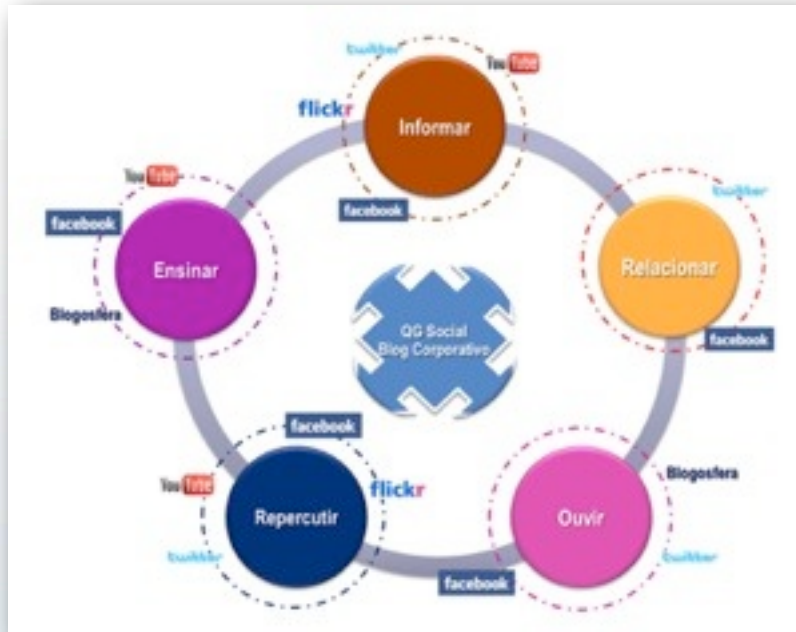 twitter
YouTube
flickr
Informar
facebook
twitter
Relacionar
facebook
YouTube
facebook
Ensinar
Blogosfera
QG Social
Blog Corporativo
facebook
YouTube
flickr
Repercutir
twitter
Blogosfera
Ouvir
twitter
facebook